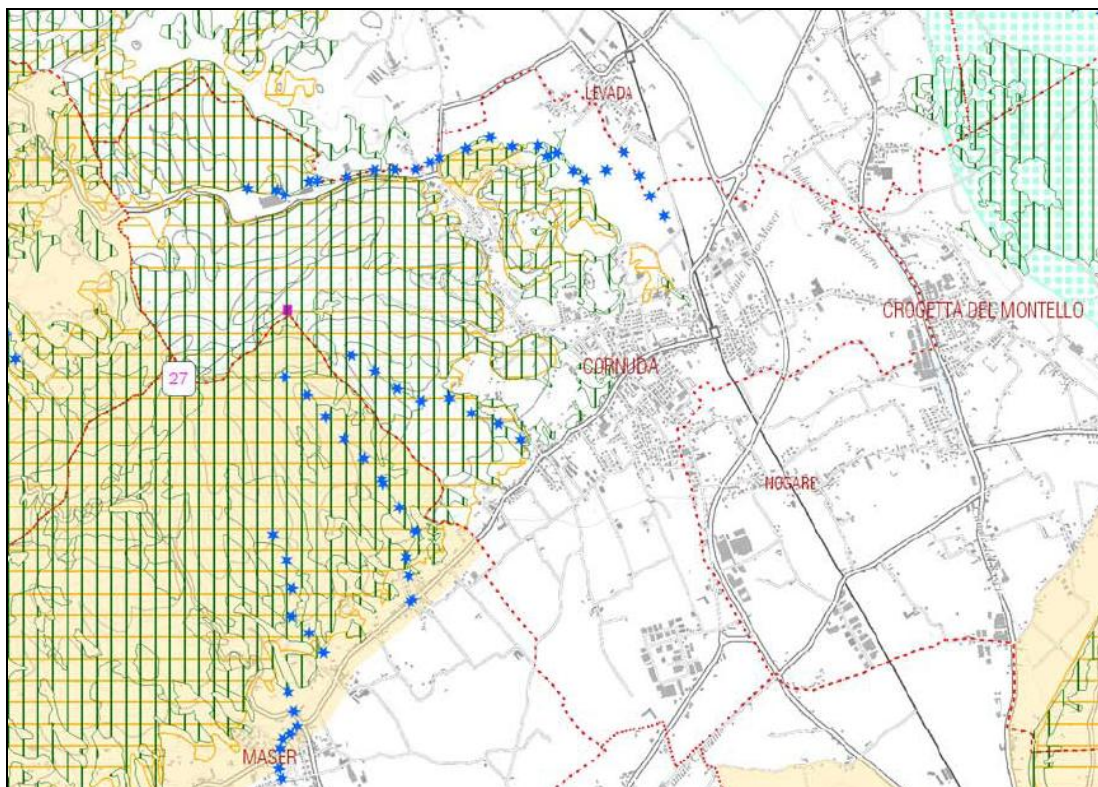 LEVADA
CROCETTA DEL MONTELLO
CORNUDA
27
NOGARE'
MASER